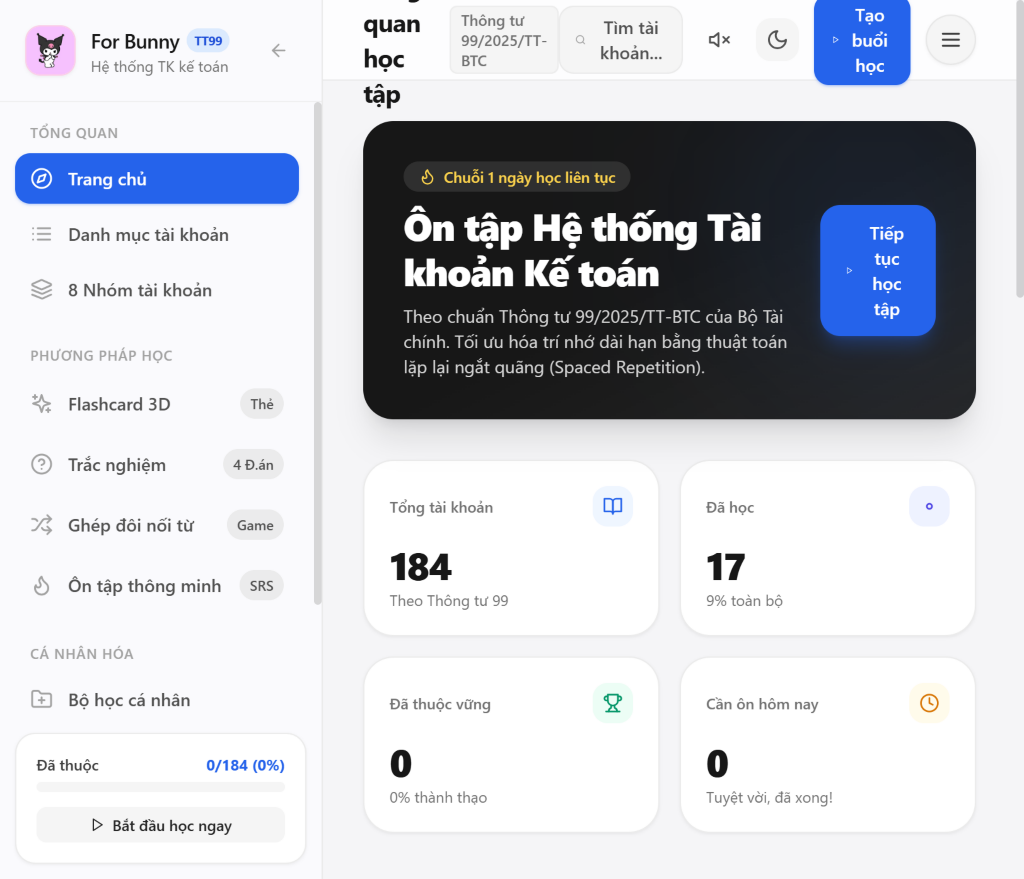 For Bunny TT99
Hệ thống TK kế toán
TỔNG QUAN
Trang chủ
Danh mục tài khoản
8 Nhóm tài khoản
PHƯƠNG PHÁP HỌC
Flashcard 3D Thẻ
Trắc nghiệm 4 Đ.án
Ghép đôi nối từ Game
Ôn tập thông minh SRS
CÁ NHÂN HÓA
Bộ học cá nhân
Đã thuộc 0/184 (0%)
Bắt đầu học ngay
quan
học
tập
Thông tư
99/2025/TT-
BTC
Tìm tài
khoản...
Tạo
buổi
học
Chuỗi 1 ngày học liên tục
Ôn tập Hệ thống Tài
khoản Kế toán
Theo chuẩn Thông tư 99/2025/TT-BTC của Bộ Tài
chính. Tối ưu hóa trí nhớ dài hạn bằng thuật toán
lặp lại ngắt quãng (Spaced Repetition).
Tiếp
tục
học
tập
Tổng tài khoản
184
Theo Thông tư 99
Đã học
17
9% toàn bộ
Đã thuộc vững
0
0% thành thạo
Cần ôn hôm nay
0
Tuyệt vời, đã xong!